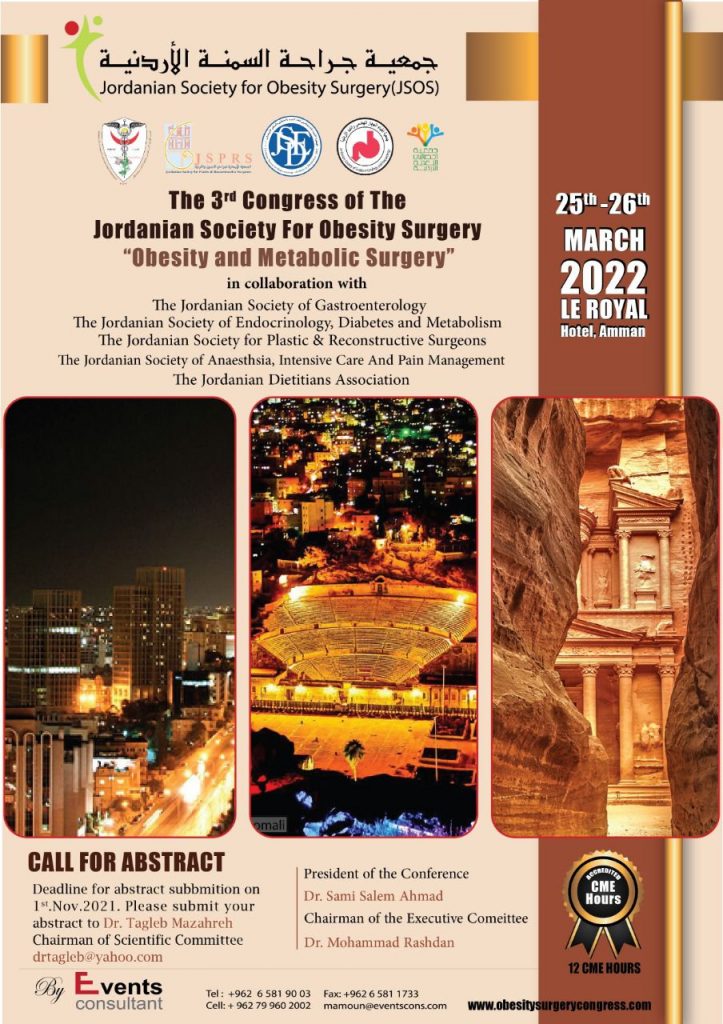 جمعية جراحة السمنة الأردنية
Jordanian Society for Obesity Surgery(JSOS)
JSPRS
The 3rd Congress of The
Jordanian Society For Obesity Surgery
“Obesity and Metabolic Surgery”
in collaboration with
The Jordanian Society of Gastroenterology
The Jordanian Society of Endocrinology, Diabetes and Metabolism
The Jordanian Society for Plastic & Reconstructive Surgeons
The Jordanian Society of Anaesthsia, Intensive Care And Pain Management
The Jordanian Dietitians Association
25th -26th
MARCH
2022
LE ROYAL
Hotel, Amman
omali
CALL FOR ABSTRACT
Deadline for abstract subbmition on
1st.Nov.2021. Please submit your
abstract to Dr. Tagleb Mazahreh
Chairman of Scientific Committee
drtagleb@yahoo.com
President of the Conference
Dr. Sami Salem Ahmad
Chairman of the Executive Comeittee
Dr. Mohammad Rashdan
ACCREDITED
CME
Hours
12 CME HOURS
By Events
consultant
Tel : +962 6 581 90 03 Fax: +962 6 581 1733
Cell: + 962 79 960 2002 mamoun@eventscons.com
www.obesitysurgerycongress.com